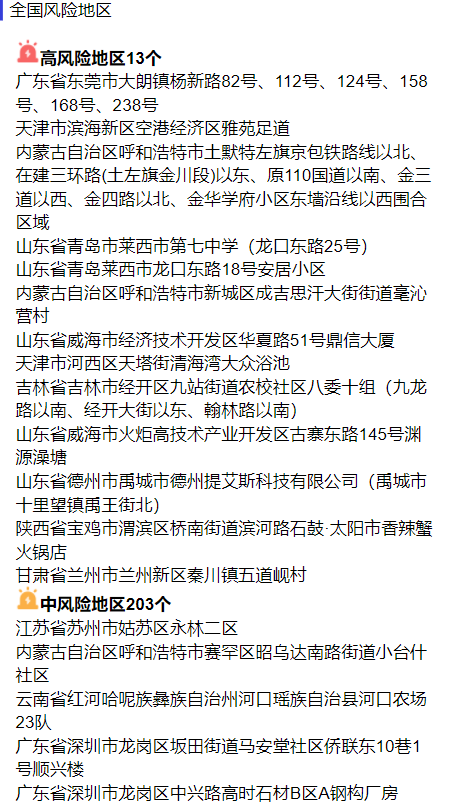 全国风险地区
高风险地区13个
广东省东莞市大朗镇杨新路82号、112号、124号、158
号、168号、238号
天津市滨海新区空港经济区雅苑足道
内蒙古自治区呼和浩特市土默特左旗京包铁路线以北、
在建三环路(土左旗金川段)以东、原110国道以南、金三
道以西、金四路以北、金华学府小区东墙沿线以西围合
区域
山东省青岛市莱西市第七中学（龙口东路25号）
山东省青岛莱西市龙口东路18号安居小区
内蒙古自治区呼和浩特市新城区成吉思汗大街街道毫沁
营村
山东省威海市经济技术开发区华夏路51号鼎信大厦
天津市河西区天塔街清海湾大众浴池
吉林省吉林市经开区九站街道农校社区八委十组（九龙
路以南、经开大街以东、翰林路以南）
山东省威海市火炬高技术产业开发区古寨东路145号渊
源澡塘
山东省德州市禹城市德州提艾斯科技有限公司（禹城市
十里望镇禹王街北）
陕西省宝鸡市渭滨区桥南街道滨河路石鼓·太阳市香辣蟹
火锅店
甘肃省兰州市兰州新区秦川镇五道岘村
中风险地区203个
江苏省苏州市姑苏区永林二区
内蒙古自治区呼和浩特市赛罕区昭乌达南路街道小台什
社区
云南省红河哈呢族彝族自治州河口瑶族自治县河口农场
23队
广东省深圳市龙岗区坂田街道马安堂社区侨联东10巷1
号顺兴楼
广东省深圳市龙岗区中兴路高时石材B区A钢构厂房